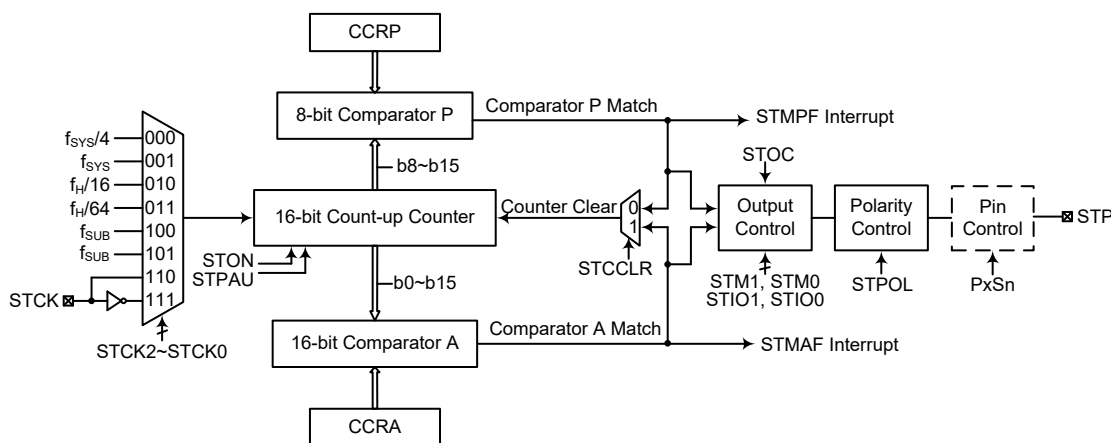 CCRP
8-bit Comparator P
Comparator P Match
STMPF Interrupt
b8~b15
fSYS/4
000
fSYS
001
fH/16
010
fH/64
011
fSUB
100
fSUB
101
110
111
STCK
STCK2~STCK0
16-bit Count-up Counter
STON
STPAU
Counter Clear
0
1
STCCLR
STOC
Output
Control
STM1, STM0
STIO1, STIO0
Polarity
Control
STPOL
Pin
Control
PxSn
STP
b0~b15
16-bit Comparator A
Comparator A Match
STMAF Interrupt
CCRA